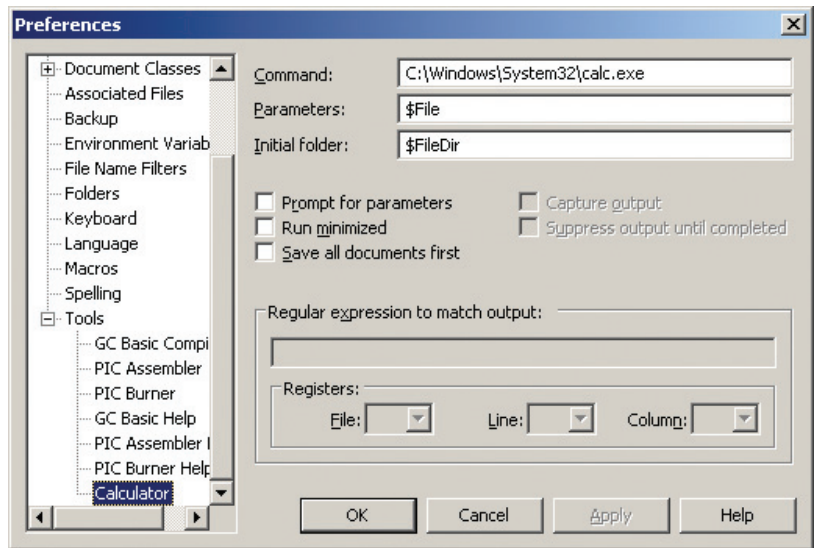 Preferences
Document Classes
Associated Files
Backup
Environment Variab
File Name Filters
Folders
Keyboard
Language
Macros
Spelling
Tools
GC Basic Compi
PIC Assembler
PIC Burner
GC Basic Help
PIC Assembler
PIC Burner Help
Calculator
Command: C:\Windows\System32\calc.exe
Parameters: $File
Initial folder: $FileDir
Prompt for parameters Capture output
Run minimized Suppress output until completed
Save all documents first
Regular expression to match output:
Registers:
File: Line: Column:
OK Cancel Apply Help